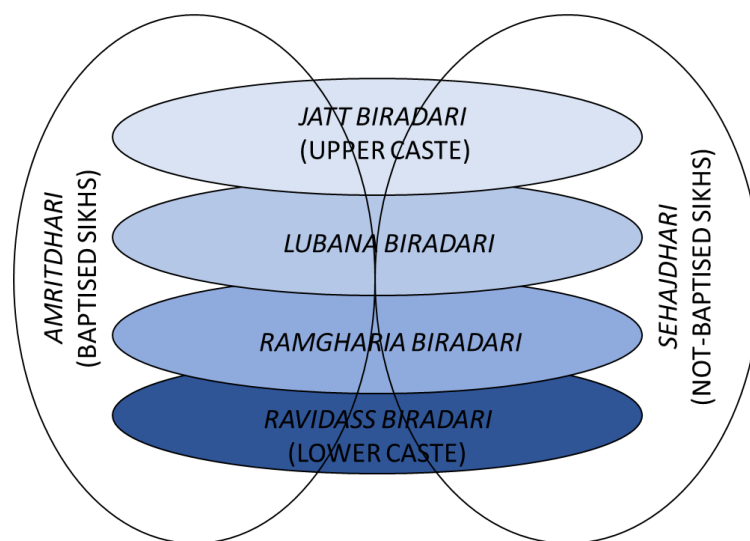 JATT BIRADARI
(UPPER CASTE)
LUBANA BIRADARI
RAMGHARIA BIRADARI
RAVIDASS BIRADARI
(LOWER CASTE)
AMRITDHARI
(BAPTISED SIKHS)
SEHAJDHARI
(NOT-BAPTISED SIKHS)